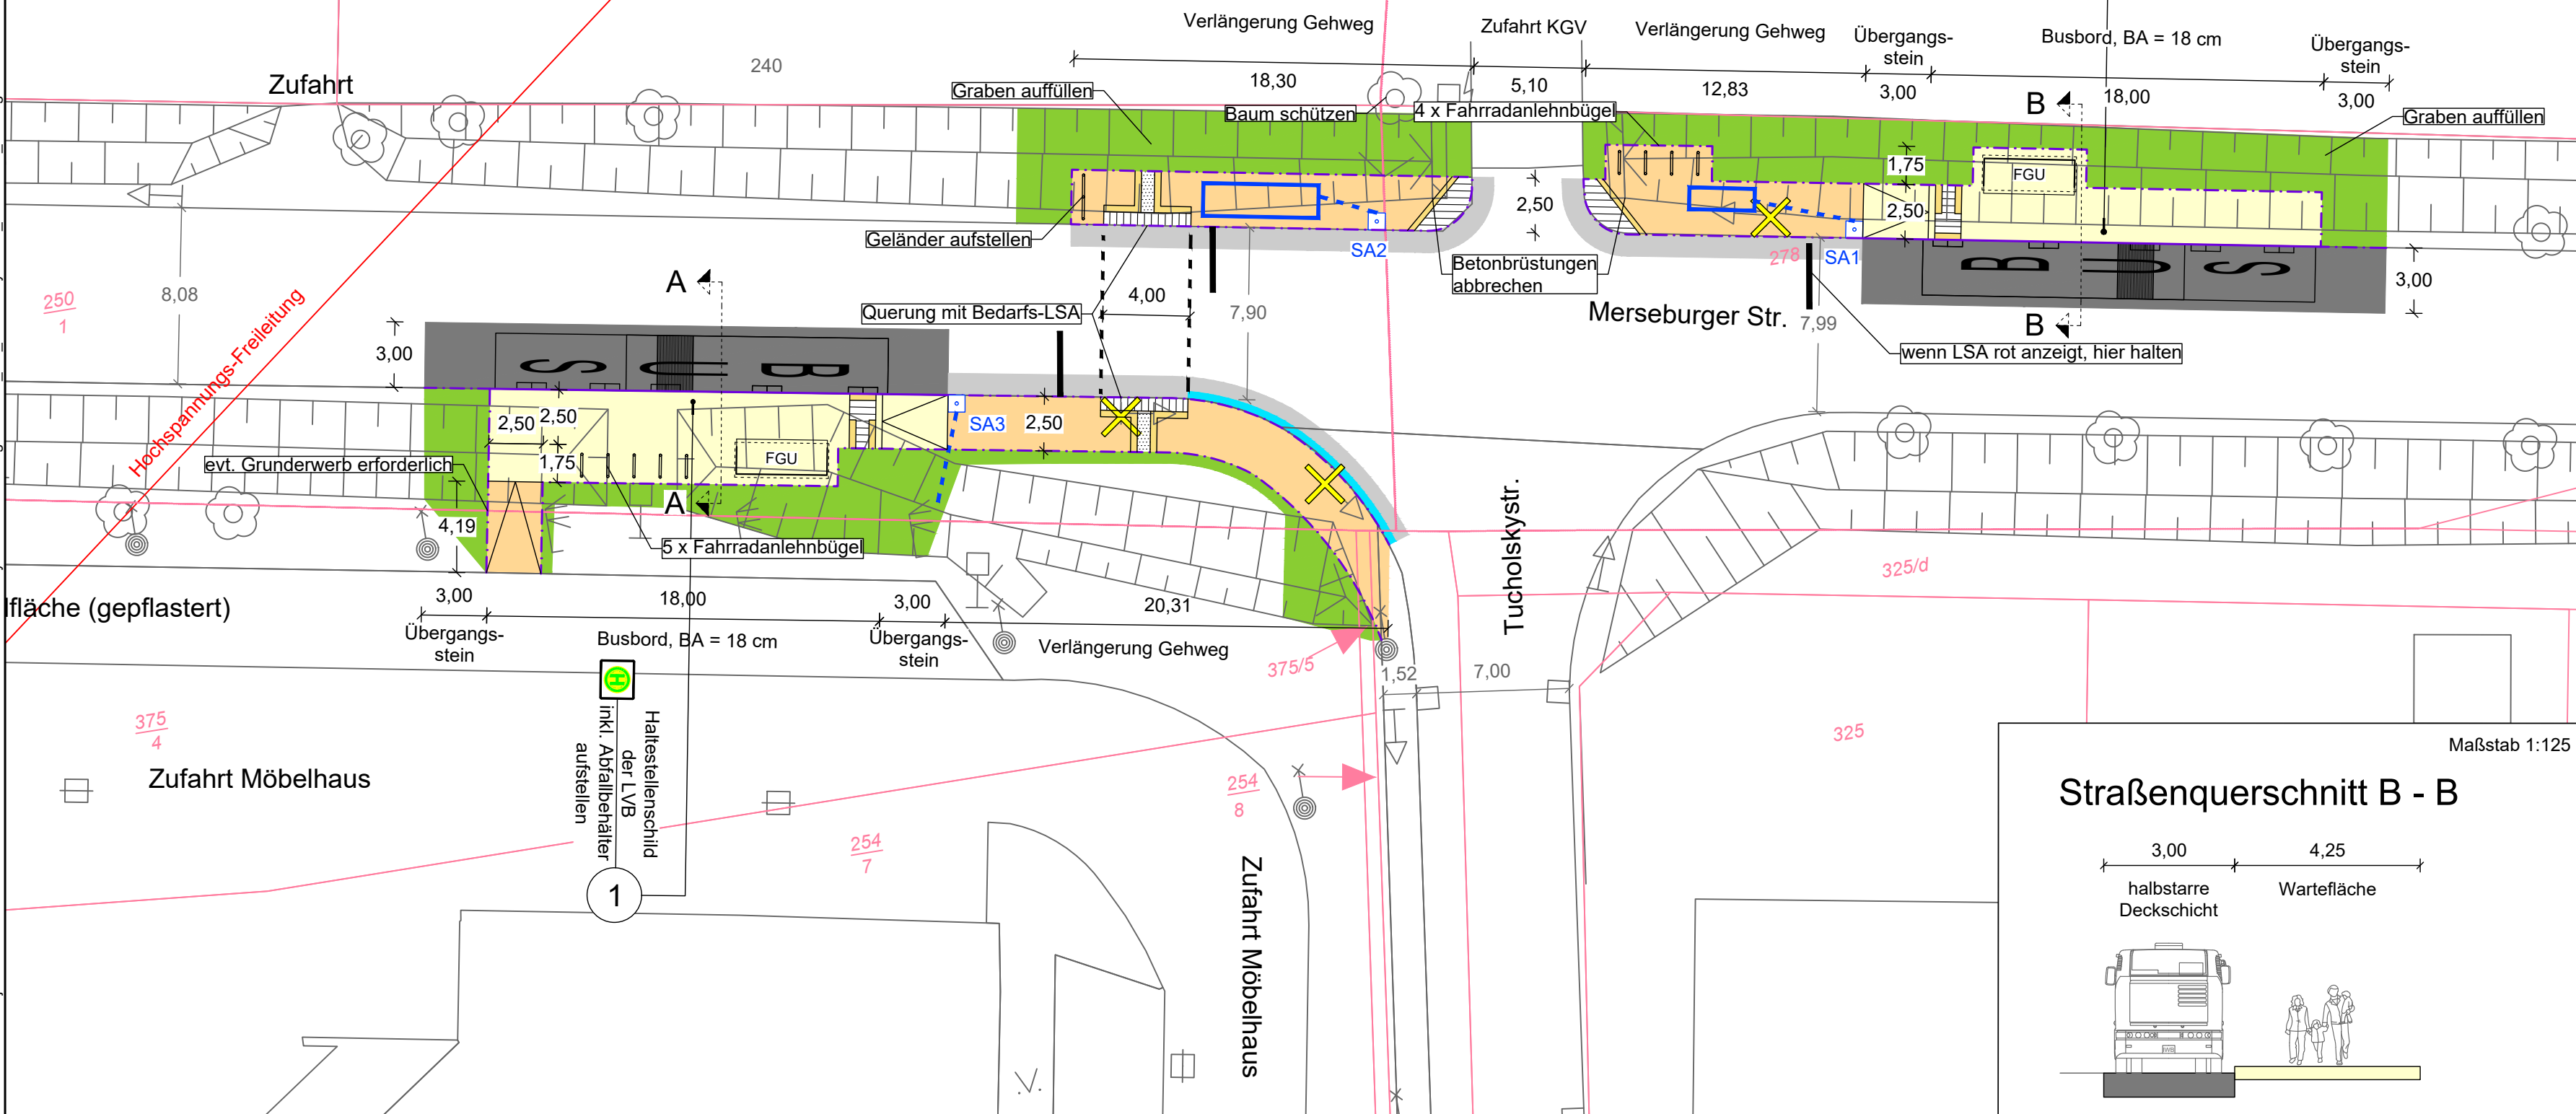 Verlängerung Gehweg
Zufahrt KGV
Verlängerung Gehweg
Übergangs-
stein
Busbord, BA = 18 cm
Übergangs-
stein
Zufahrt
240
18,30
5,10
12,83
3,00
18,00
3,00
Graben auffüllen
Baum schützen
4 x Fahrradanlehnbügel
B
Graben auffüllen
1,75
FGU
2,50
2,50
Geländer aufstellen
SA2
278
SA1
BUS
3,00
Betonbrüstungen
abbrechen
250
1
8,08
Hochspannungs-Freileitung
A
4,00
Querung mit Bedarfs-LSA
7,90
Merseburger Str.
7,99
B
wenn LSA rot anzeigt, hier halten
3,00
BUS
2,50
2,50
SA3
2,50
1,75
FGU
evt. Grunderwerb erforderlich
A
4,19
5 x Fahrradanlehnbügel
Tucholskystr.
325/d
lfläche (gepflastert)
3,00
18,00
3,00
20,31
Übergangs-
stein
Busbord, BA = 18 cm
Übergangs-
stein
Verlängerung Gehweg
375/5
1,52
7,00
H
Haltestellenschild
der LVB
inkl. Abfallbehälter
aufstellen
1
375
4
Zufahrt Möbelhaus
254
7
254
8
Zufahrt Möbelhaus
325
Maßstab 1:125
Straßenquerschnitt B - B
3,00
4,25
halbstarre
Deckschicht
Wartefläche